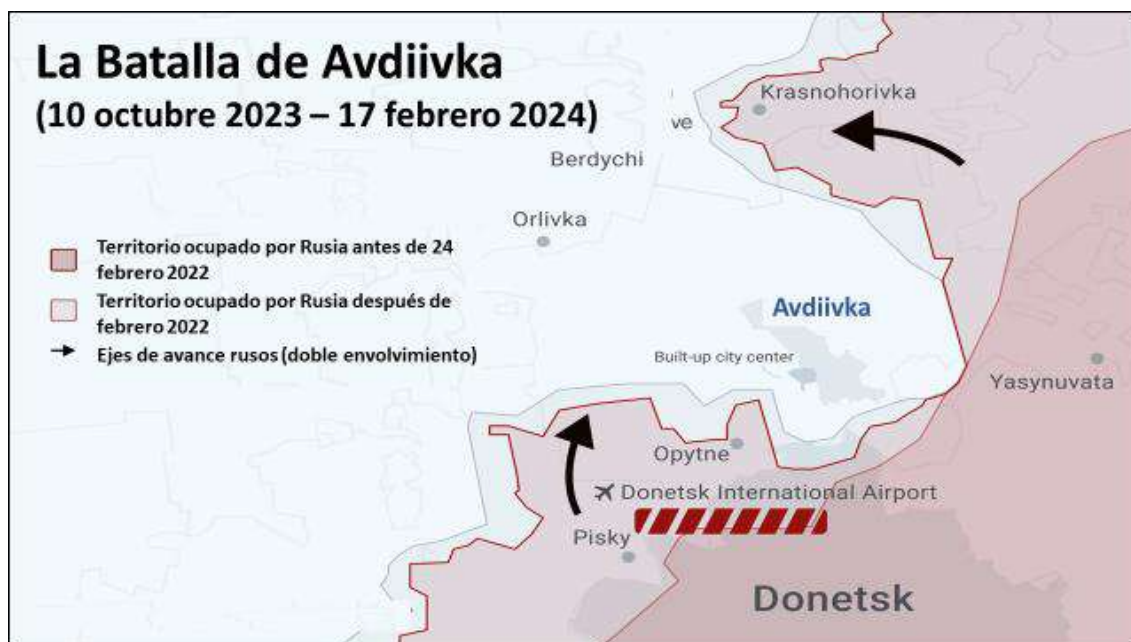 La Batalla de Avdiivka
(10 octubre 2023 – 17 febrero 2024)
Krasnohorivka
ve
Berdychi
Orlivka
Territorio ocupado por Rusia antes de 24
febrero 2022
Territorio ocupado por Rusia después de
febrero 2022
Ejes de avance rusos (doble envolvimiento)
Avdiivka
Built-up city center
Yasynuvata
Opytne
Donetsk International Airport
Pisky
Donetsk